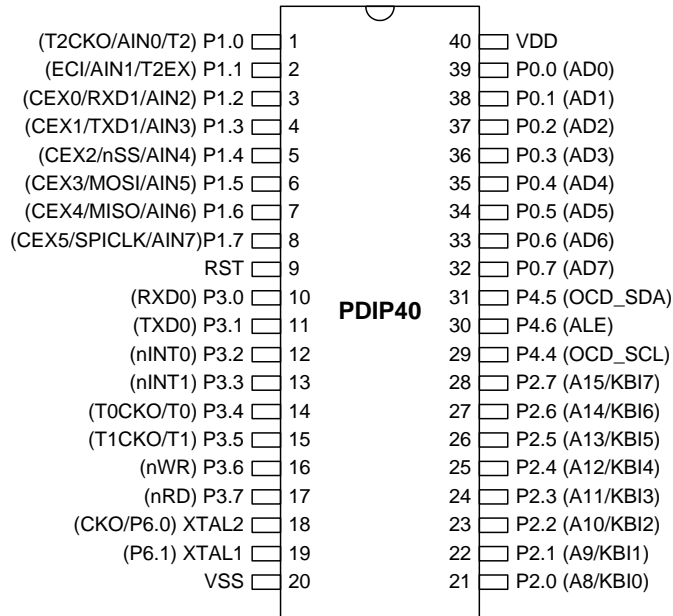 (T2CKO/AIN0/T2) P1.0 1 40 VDD
(ECI/AIN1/T2EX) P1.1 2 39 P0.0 (AD0)
(CEX0/RXD1/AIN2) P1.2 3 38 P0.1 (AD1)
(CEX1/TXD1/AIN3) P1.3 4 37 P0.2 (AD2)
(CEX2/nSS/AIN4) P1.4 5 36 P0.3 (AD3)
(CEX3/MOSI/AIN5) P1.5 6 35 P0.4 (AD4)
(CEX4/MISO/AIN6) P1.6 7 34 P0.5 (AD5)
(CEX5/SPICLK/AIN7)P1.7 8 33 P0.6 (AD6)
RST 9 32 P0.7 (AD7)
(RXD0) P3.0 10 PDIP40 31 P4.5 (OCD_SDA)
(TXD0) P3.1 11 30 P4.6 (ALE)
(nINT0) P3.2 12 29 P4.4 (OCD_SCL)
(nINT1) P3.3 13 28 P2.7 (A15/KBI7)
(T0CKO/T0) P3.4 14 27 P2.6 (A14/KBI6)
(T1CKO/T1) P3.5 15 26 P2.5 (A13/KBI5)
(nWR) P3.6 16 25 P2.4 (A12/KBI4)
(nRD) P3.7 17 24 P2.3 (A11/KBI3)
(CKO/P6.0) XTAL2 18 23 P2.2 (A10/KBI2)
(P6.1) XTAL1 19 22 P2.1 (A9/KBI1)
VSS 20 21 P2.0 (A8/KBI0)